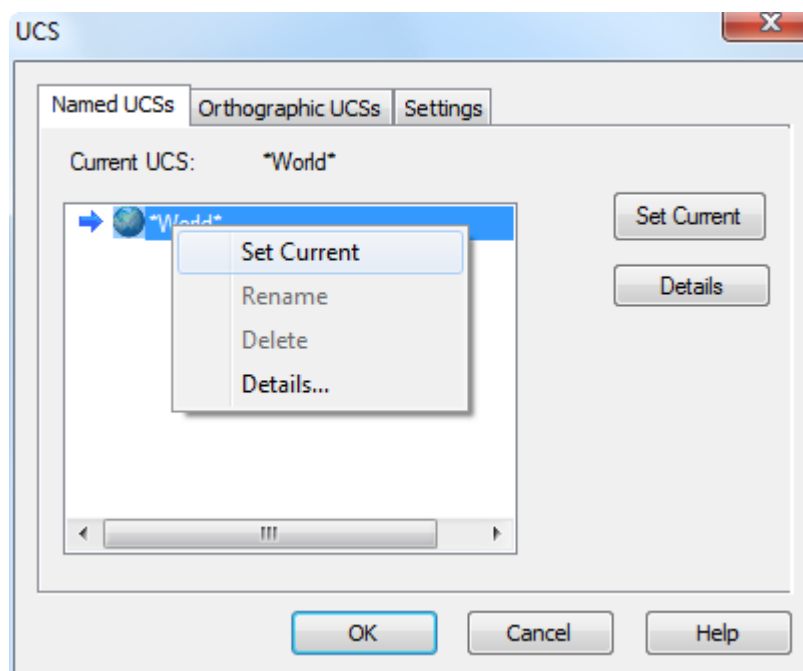 UCS
Named UCSs Orthographic UCSs Settings
Current UCS: *World*
*World*
Set Current
Details
Set Current
Rename
Delete
Details...
OK Cancel Help